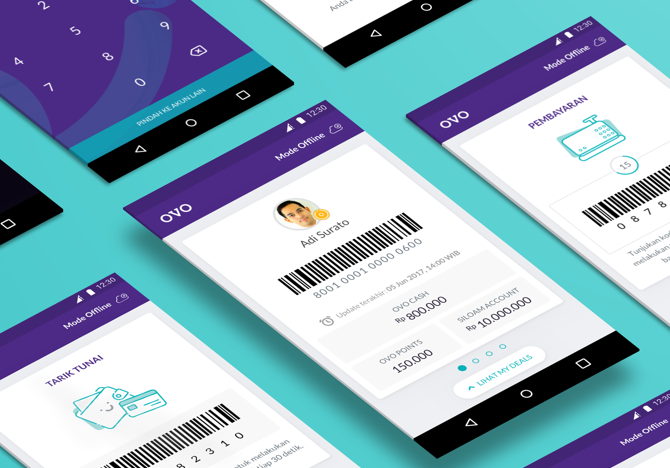 2
4
5
7
8
9
0
PINDAH KE AKUN LAIN
Anda
12:30
Mode Offline
OVO
Adi Surato
8001 0001 0000 0600
Update terakhir: 05 Jun 2017, 14:00 WIB
OVO CASH
Rp 800.000
OVO POINTS
150.000
SILOAM ACCOUNT
Rp 10.000.000
LIHAT MY DEALS
12:30
Mode Offline
OVO
PEMBAYARAN
15
0 8 7 8
Tunjukan
melakukan
12:30
Mode Offline
TARIK TUNAI
8 2 3 1 0
untuk melakukan
tiap 30 detik.
12:30
Mode Offline